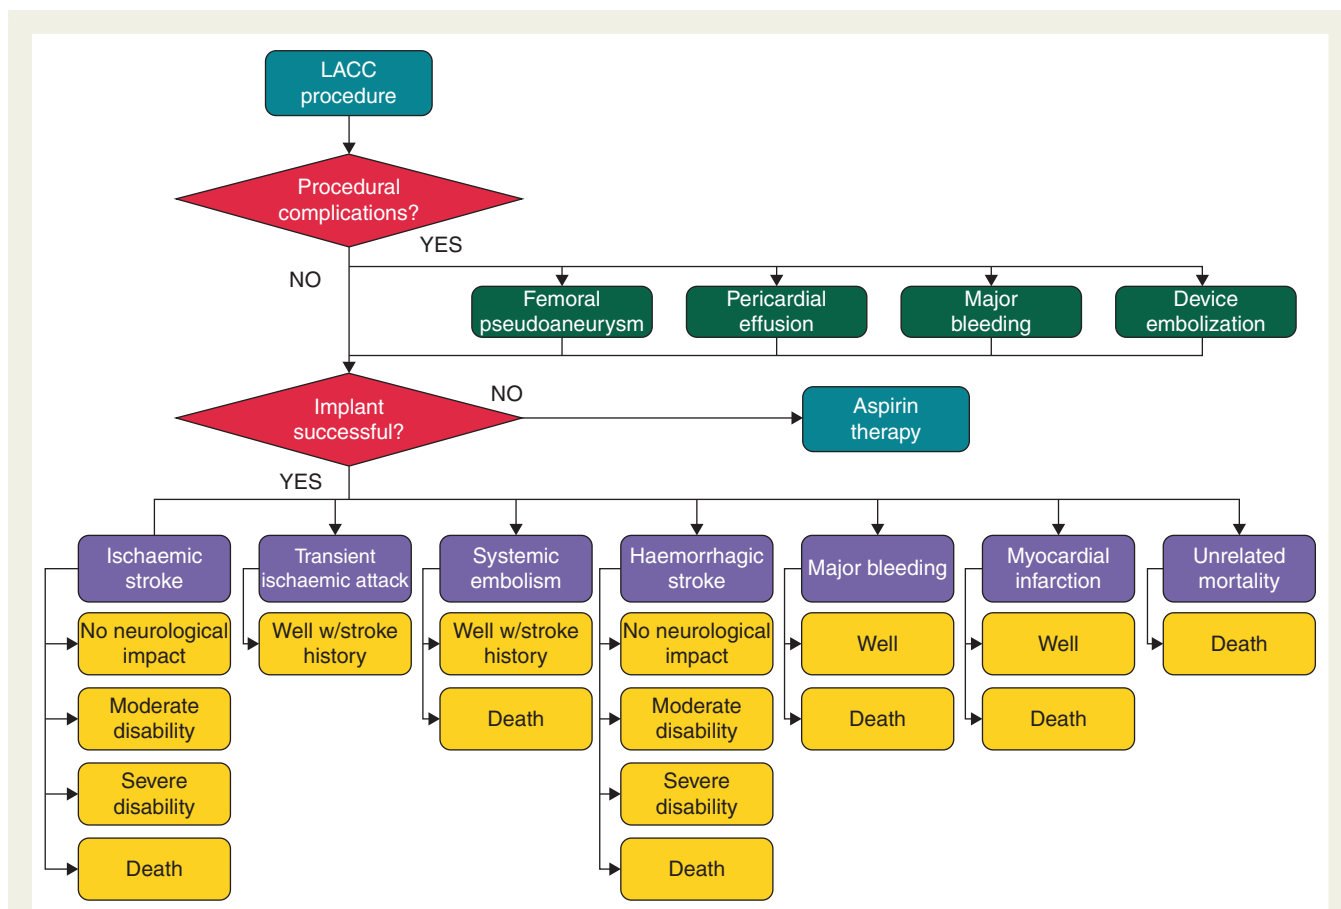 LACC
procedure
Procedural
complications?
YES
NO
Femoral
pseudoaneurysm
Pericardial
effusion
Major
bleeding
Device
embolization
Implant
successful?
NO
Aspirin
therapy
YES
Ischaemic
stroke
Transient
ischaemic attack
Systemic
embolism
Haemorrhagic
stroke
Major bleeding
Myocardial
infarction
Unrelated
mortality
No neurological
impact
Well w/stroke
history
Well w/stroke
history
No neurological
impact
Well
Well
Death
Moderate
disability
Death
Moderate
disability
Death
Death
Severe
disability
Severe
disability
Death
Death